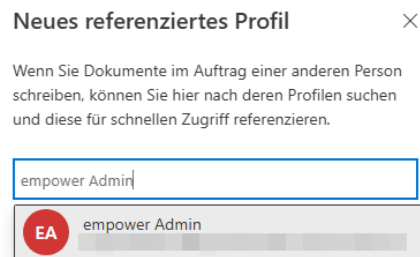 Neues referenziertes Profil
Wenn Sie Dokumente im Auftrag einer anderen Person
schreiben, können Sie hier nach deren Profilen suchen
und diese für schnellen Zugriff referenzieren.
empower Admin
EA
empower Admin